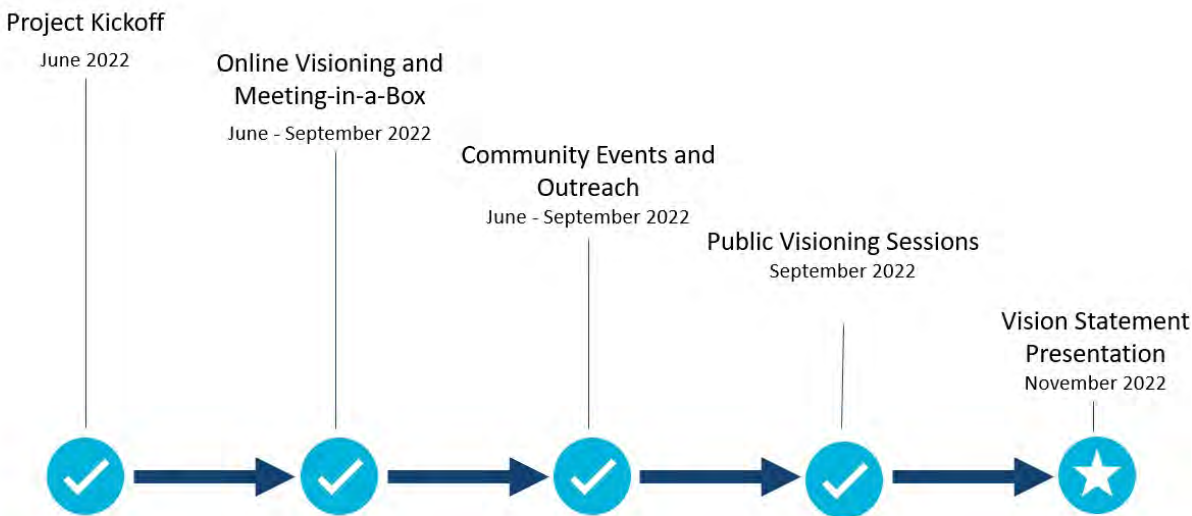 Project Kickoff
June 2022
Online Visioning and
Meeting-in-a-Box
June - September 2022
Community Events and
Outreach
June - September 2022
Public Visioning Sessions
September 2022
Vision Statement
Presentation
November 2022